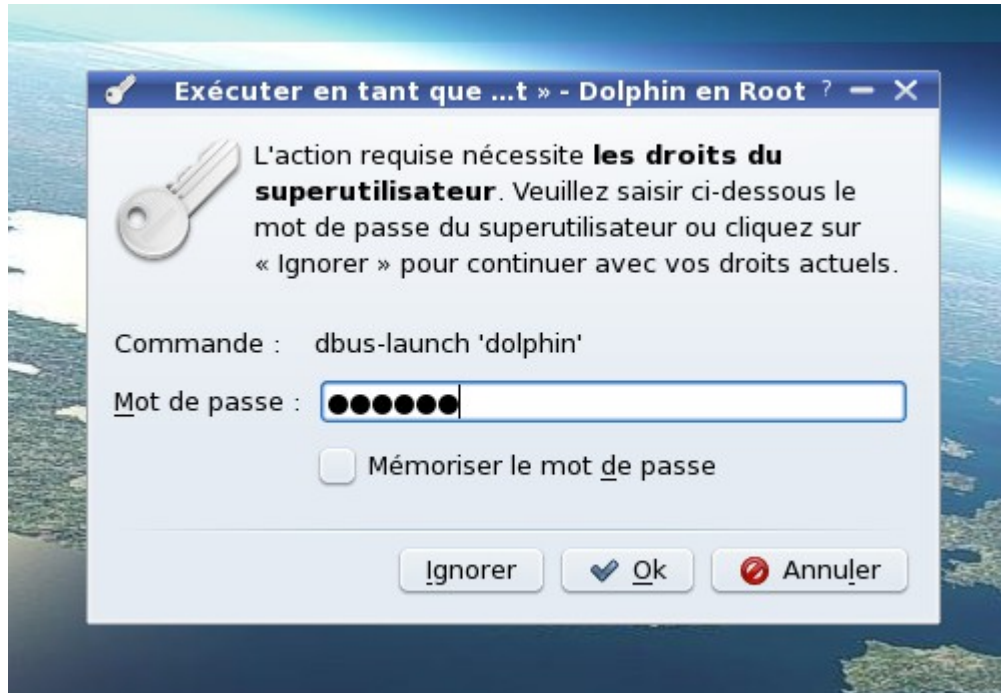 Exécuter en tant que ...t » - Dolphin en Root ?
L'action requise nécessite les droits du
superutilisateur. Veuillez saisir ci-dessous le
mot de passe du superutilisateur ou cliquez sur
« Ignorer » pour continuer avec vos droits actuels.
Commande : dbus-launch 'dolphin'
Mot de passe : ●●●●●●
Mémoriser le mot de passe
Ignorer Ok Annuler